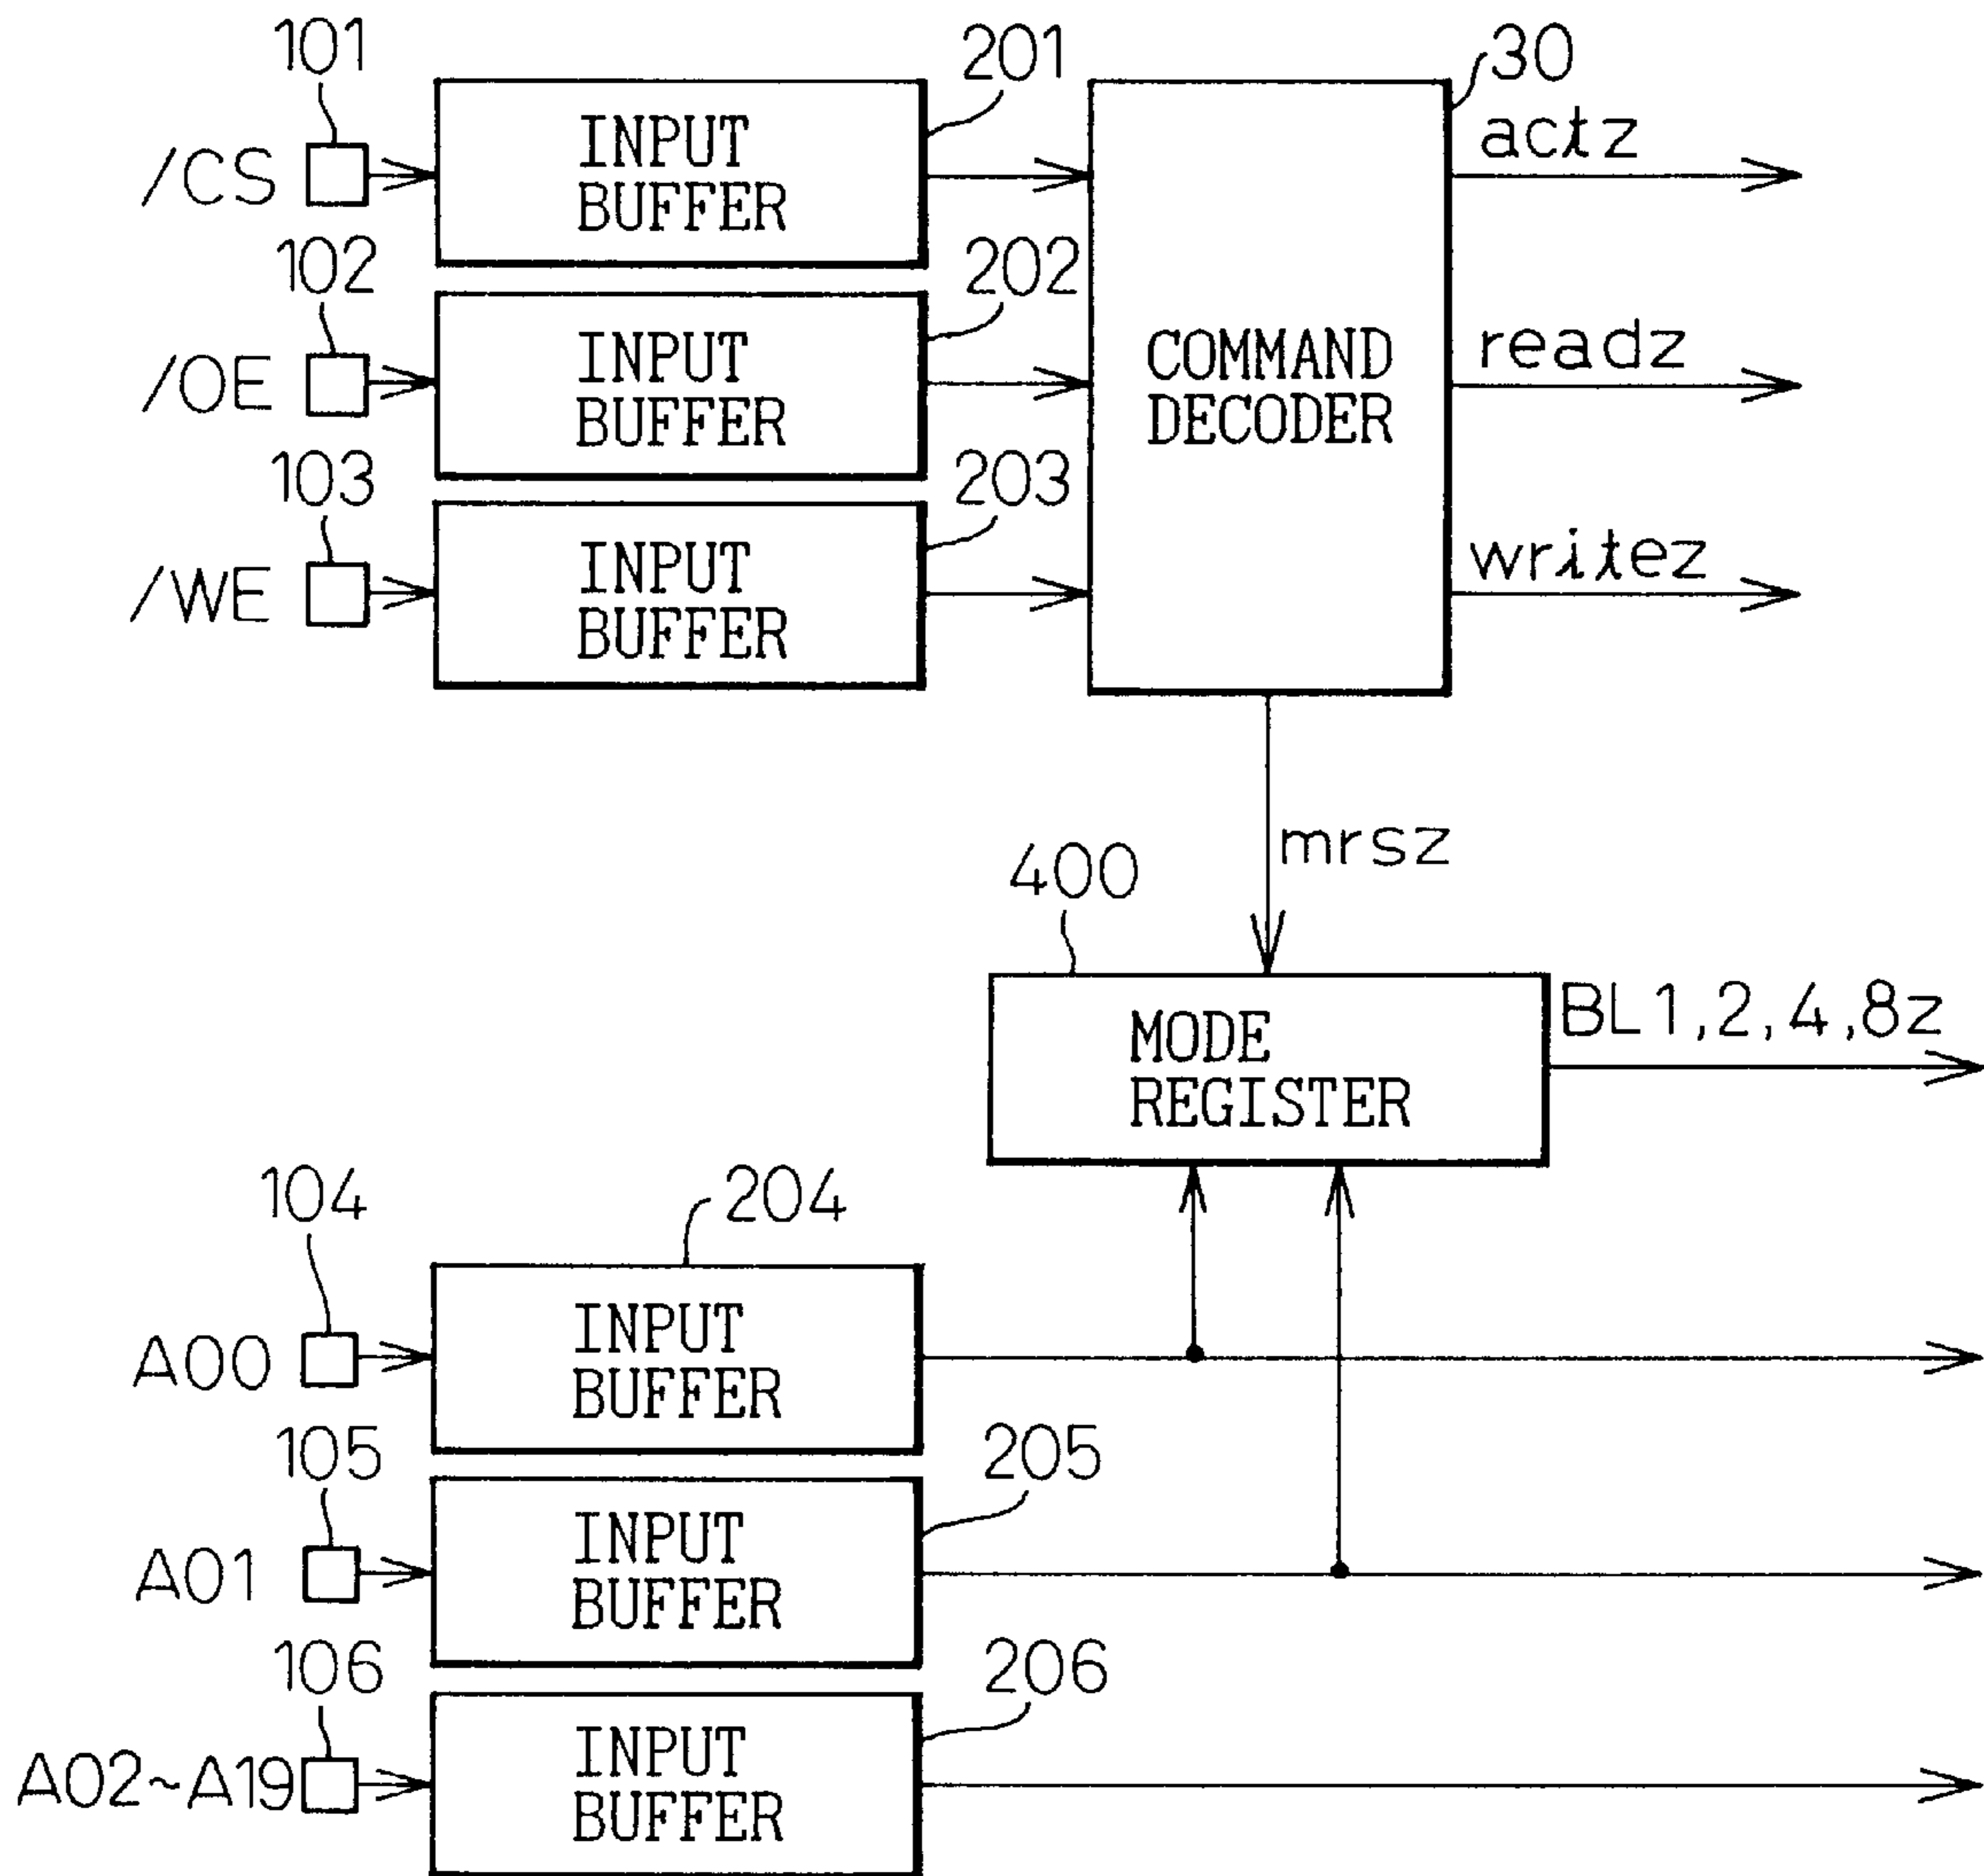 101
201
30
/CS
INPUT
BUFFER
actz
102
202
/OE
INPUT
BUFFER
COMMAND
DECODER
readz
103
203
/WE
INPUT
BUFFER
writez
mrsz
400
MODE
REGISTER
BL1,2,4,8z
104
204
A00
INPUT
BUFFER
105
205
A01
INPUT
BUFFER
106
206
A02~A19
INPUT
BUFFER